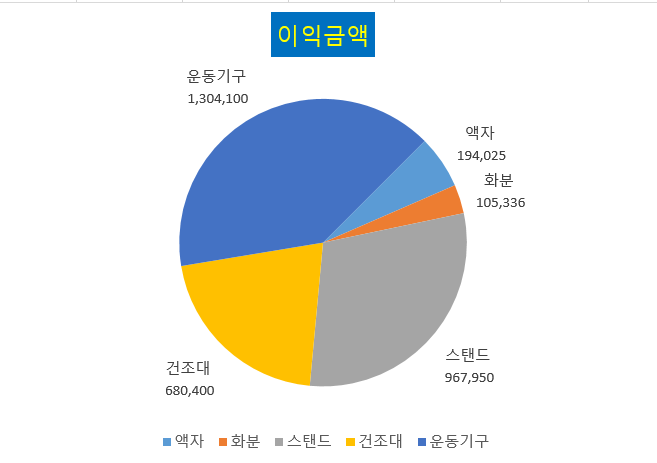 이익금액
운동기구
1,304,100
액자
194,025
화분
105,336
스탠드
967,950
건조대
680,400
액자 화분 스탠드 건조대 운동기구